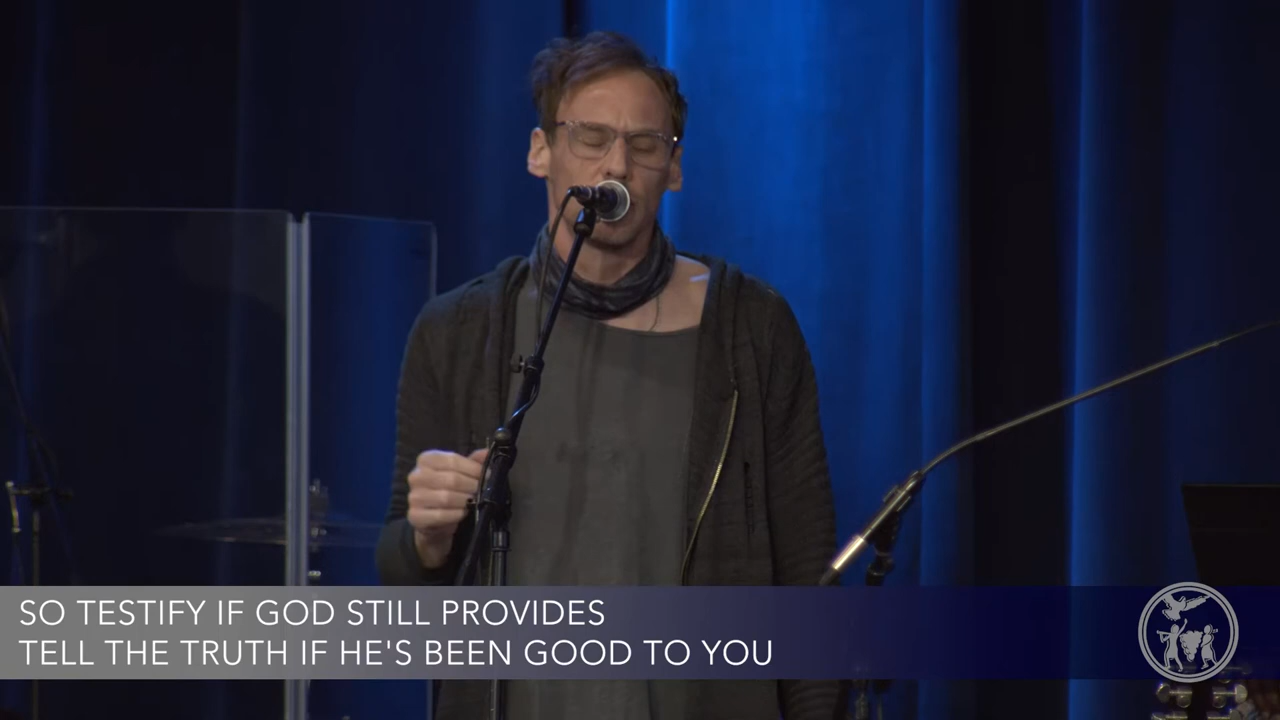 SO TESTIFY IF GOD STILL PROVIDES
TELL THE TRUTH IF HE'S BEEN GOOD TO YOU